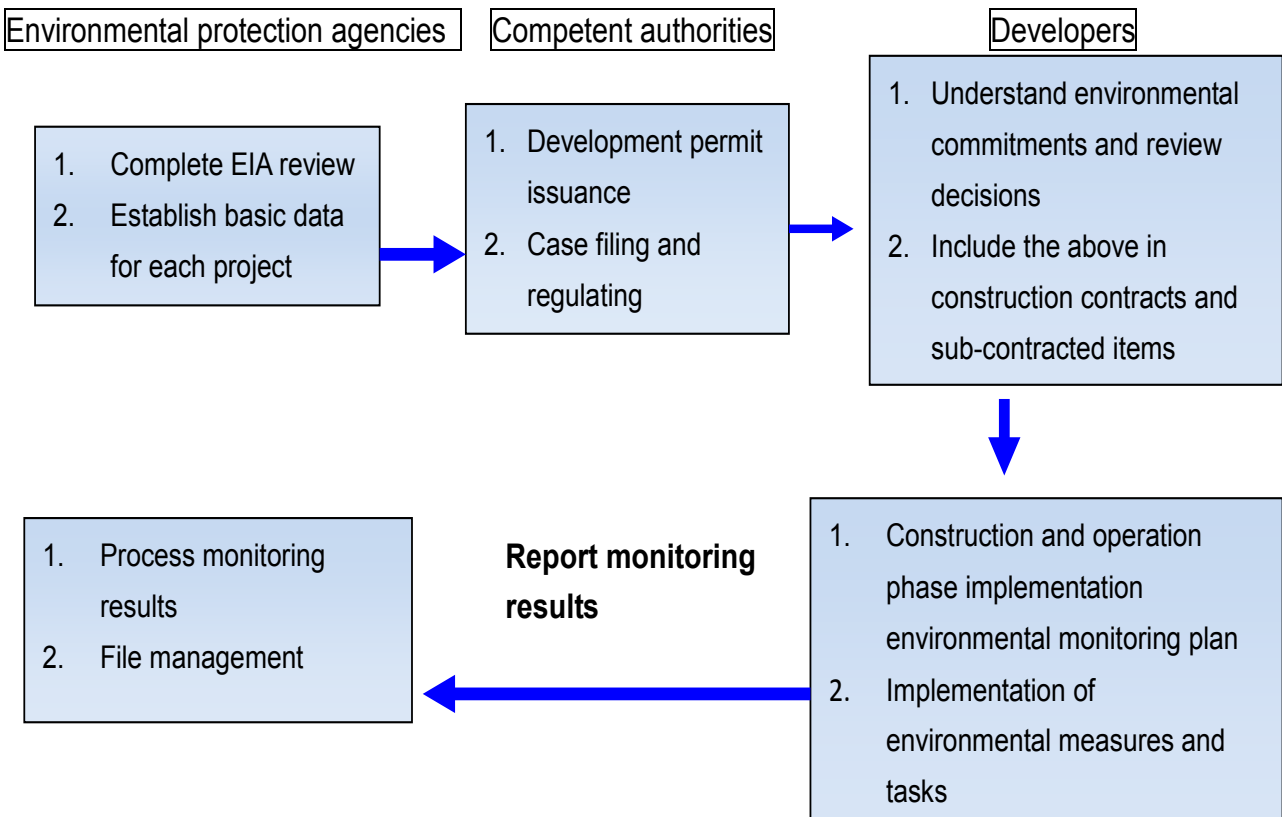 Environmental protection agencies
Competent authorities
Developers
1. Complete EIA review
2. Establish basic data
for each project
1. Development permit
issuance
2. Case filing and
regulating
1. Understand environmental
commitments and review
decisions
2. Include the above in
construction contracts and
sub-contracted items
1. Process monitoring
results
2. File management
Report monitoring
results
1. Construction and operation
phase implementation
environmental monitoring plan
2. Implementation of
environmental measures and
tasks